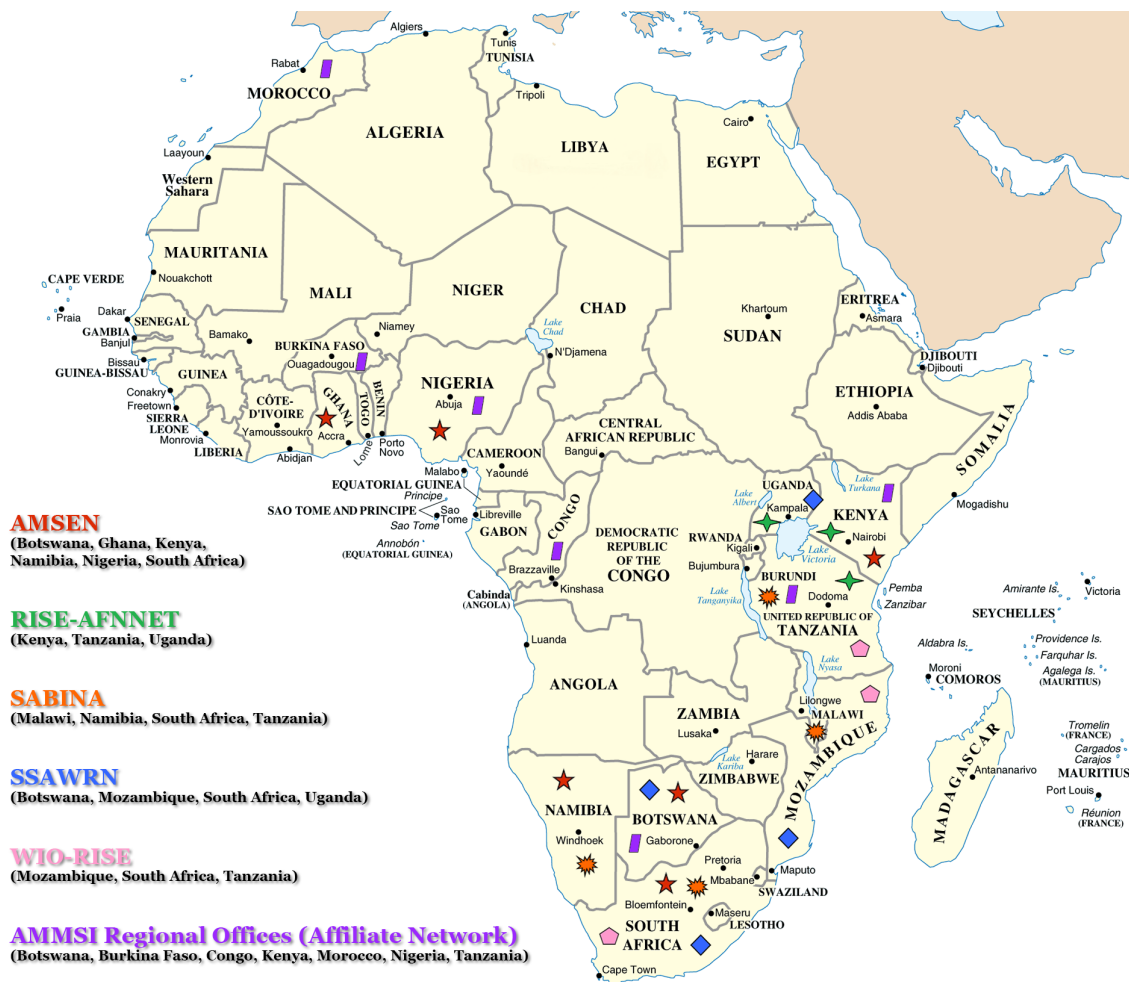 Algiers
Tunis
TUNISIA
Rabat
MOROCCO
Tripoli
ALGERIA
LIBYA
Cairo
EGYPT
Laayoun
Western
Sahara
MAURITANIA
Nouakchott
CAPE VERDE
Praia
MALI
NIGER
CHAD
Khartoum
SUDAN
ERITREA
Asmara
Dakar
SENEGAL
GAMBIA
Banjul
Bamako
Niamey
Lake
Chad
N'Djamena
BURKINA FASO
Ouagadougou
Bissau
GUINEA-BISSAU
GUINEA
DJIBOUTI
Djibouti
NIGERIA
Abuja
ETHIOPIA
Addis Ababa
Conakry
Freetown
SIERRA
LEONE
Monrovia
LIBERIA
CÔTE-
D'IVOIRE
Yamoussoukro
Abidjan
GHANA
Accra
TOGO
Lome
BENIN
Porto
Novo
CENTRAL
AFRICAN REPUBLIC
Bangui
CAMEROON
Yaoundé
SOMALIA
Mogadushu
Malabo
EQUATORIAL GUINEA
Principe
SAO TOME AND PRINCIPE
Sao
Tome
Sao Tome
Annobón
(EQUATORIAL GUINEA)
Libreville
GABON
CONGO
Brazzaville
Kinshasa
DEMOCRATIC
REPUBLIC
OF THE
CONGO
UGANDA
Lake
Albert
Kampala
Lake
Turkana
KENYA
Nairobi
RWANDA
Kigali
Lake
Victoria
Bujumbura
BURUNDI
Lake
Tanganyika
Dodoma
UNITED REPUBLIC OF
TANZANIA
Pemba
Zanzibar
Amirante Is.
Victoria
SEYCHELLES
Aldabra Is.
Providence Is.
Farquhar Is.
Agalega Is.
(MAURITIUS)
Moroni
COMOROS
Cabinda
(ANGOLA)
Luanda
ANGOLA
Lake
Nyasa
Lilongwe
MALAWI
ZAMBIA
Lusaka
Harare
Lake
Kariba
ZIMBABWE
MOZAMBIQUE
MADAGASCAR
Antananarivo
Tromelin
(FRANCE)
Cargados
Carajos
MAURITIUS
Port Louis
Réunion
(FRANCE)
NAMIBIA
Windhoek
BOTSWANA
Gaborone
Pretoria
Mbabane
Maputo
SWAZILAND
Bloemfontein
Maseru
LESOTHO
SOUTH
AFRICA
Cape Town
AMSEN
(Botswana, Ghana, Kenya,
Namibia, Nigeria, South Africa)
RISE-AFNNET
(Kenya, Tanzania, Uganda)
SABINA
(Malawi, Namibia, South Africa, Tanzania)
SSAWRN
(Botswana, Mozambique, South Africa, Uganda)
WIO-RISE
(Mozambique, South Africa, Tanzania)
AMMSI Regional Offices (Affiliate Network)
(Botswana, Burkina Faso, Congo, Kenya, Morocco, Nigeria, Tanzania)